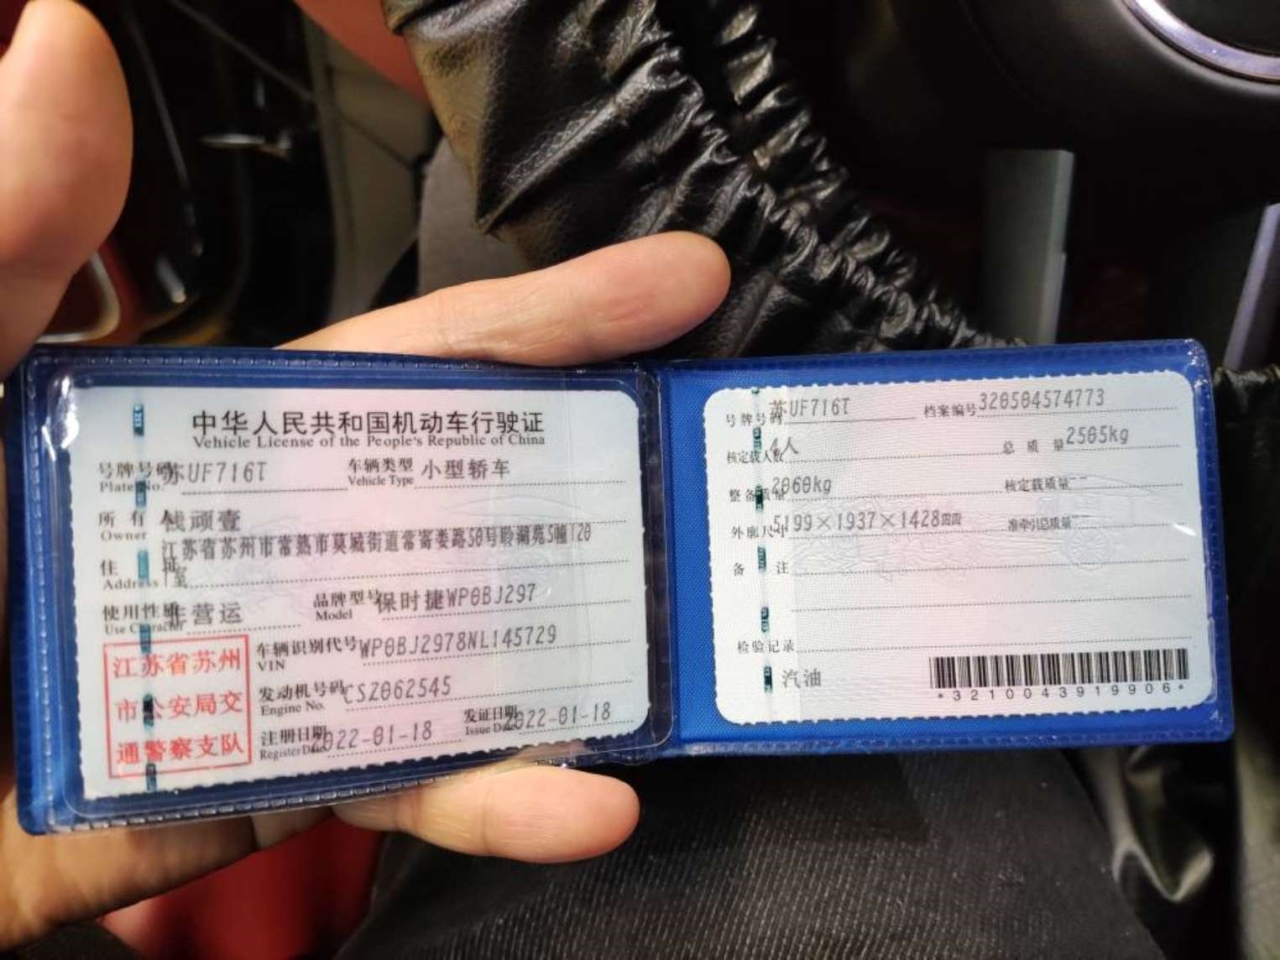 中华人民共和国机动车行驶证
Vehicle License of the People's Republic of China
号牌号码 苏UF716T 车辆类型 小型轿车
Plate No. Vehicle Type
所有 钱顽壹
Owner
江苏省苏州市常熟市莫城街道常熟娄路50号聆湖苑5幢120
住址 室
Address
使用性质 非营运 品牌型号 保时捷WP0BJ297
Use Character Model
江苏省苏州
市公安局交
通警察支队
车辆识别代号 WP0BJ2978NL145729
VIN
发动机号码 CSZ062545
Engine No.
注册日期 2022-01-18 发证日期 2022-01-18
Register Date Issue Date
号牌号码 苏UF716T 档案编号 320504574773
核定载人数 4人 总质量 2505kg
整备质量 2060kg 核定载质量 --
外廓尺寸 5199×1937×1428mm 准牵引总质量 --
备注
检验记录
汽油
*3210043919906*